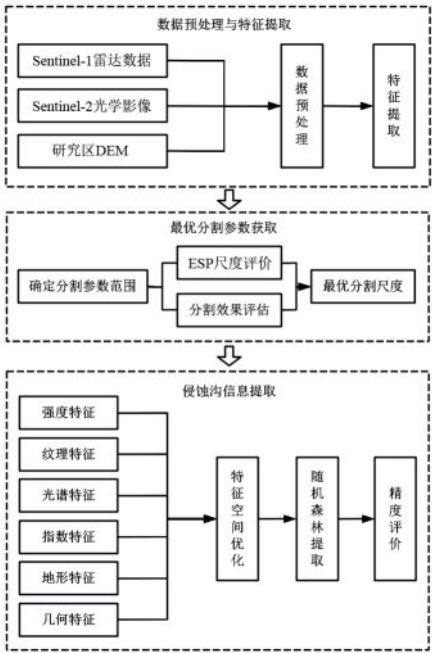 数据预处理与特征提取
Sentinel-1雷达数据
Sentinel-2光学影像
研究区DEM
数据预处理
特征提取
最优分割参数获取
确定分割参数范围
ESP尺度评价
分割效果评估
最优分割尺度
侵蚀沟信息提取
强度特征
纹理特征
光谱特征
指数特征
地形特征
几何特征
特征空间优化
随机森林提取
精度评价